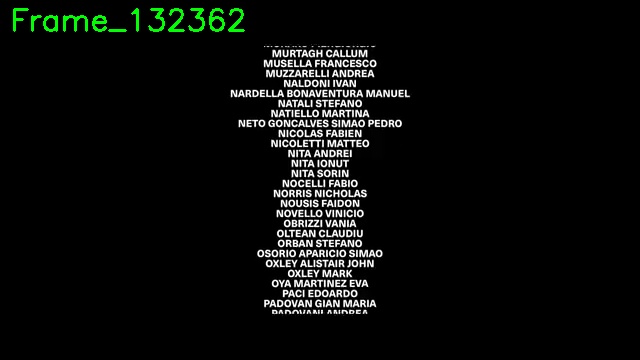 Frame_132362
MURTAGH CALLUM
MUSELLA FRANCESCO
MUZZARELLI ANDREA
NALDONI IVAN
NARDELLA BONAVENTURA MANUEL
NATALI STEFANO
NATIELLO MARTINA
NETO GONCALVES SIMAO PEDRO
NICOLAS FABIEN
NICOLETTI MATTEO
NITA ANDREI
NITA IONUT
NITA SORIN
NOCELLI FABIO
NORRIS NICHOLAS
NOUSIS FAIDON
NOVELLO VINICIO
OBRIZZI VANIA
OLTEAN CLAUDIU
ORBAN STEFANO
OSORIO APARICIO SIMAO
OXLEY ALISTAIR JOHN
OXLEY MARK
OYA MARTINEZ EVA
PACI EDOARDO
PADOVAN GIAN MARIA
PADOVANI ANDREA